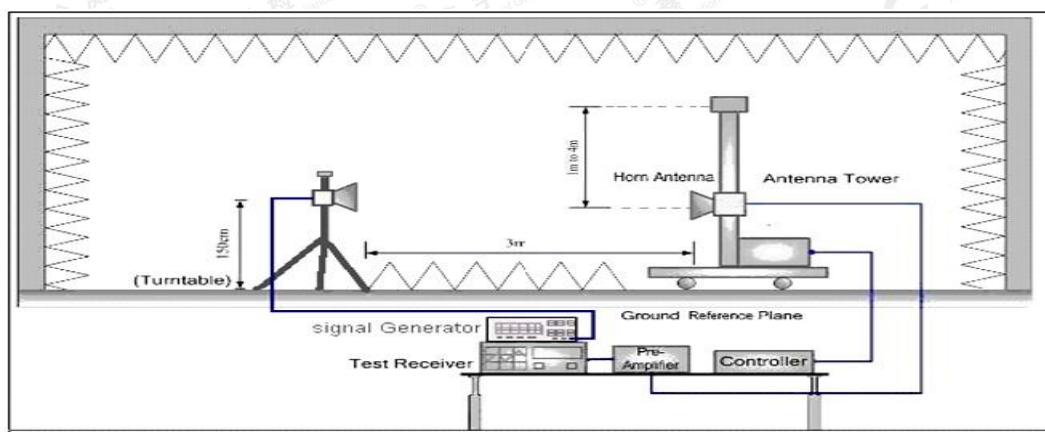 1m to 4m
Horn Antenna
Antenna Tower
150cm
3m
(Turntable)
Ground Reference Plane
signal Generator
Test Receiver
Pre-
Amplifier
Controller